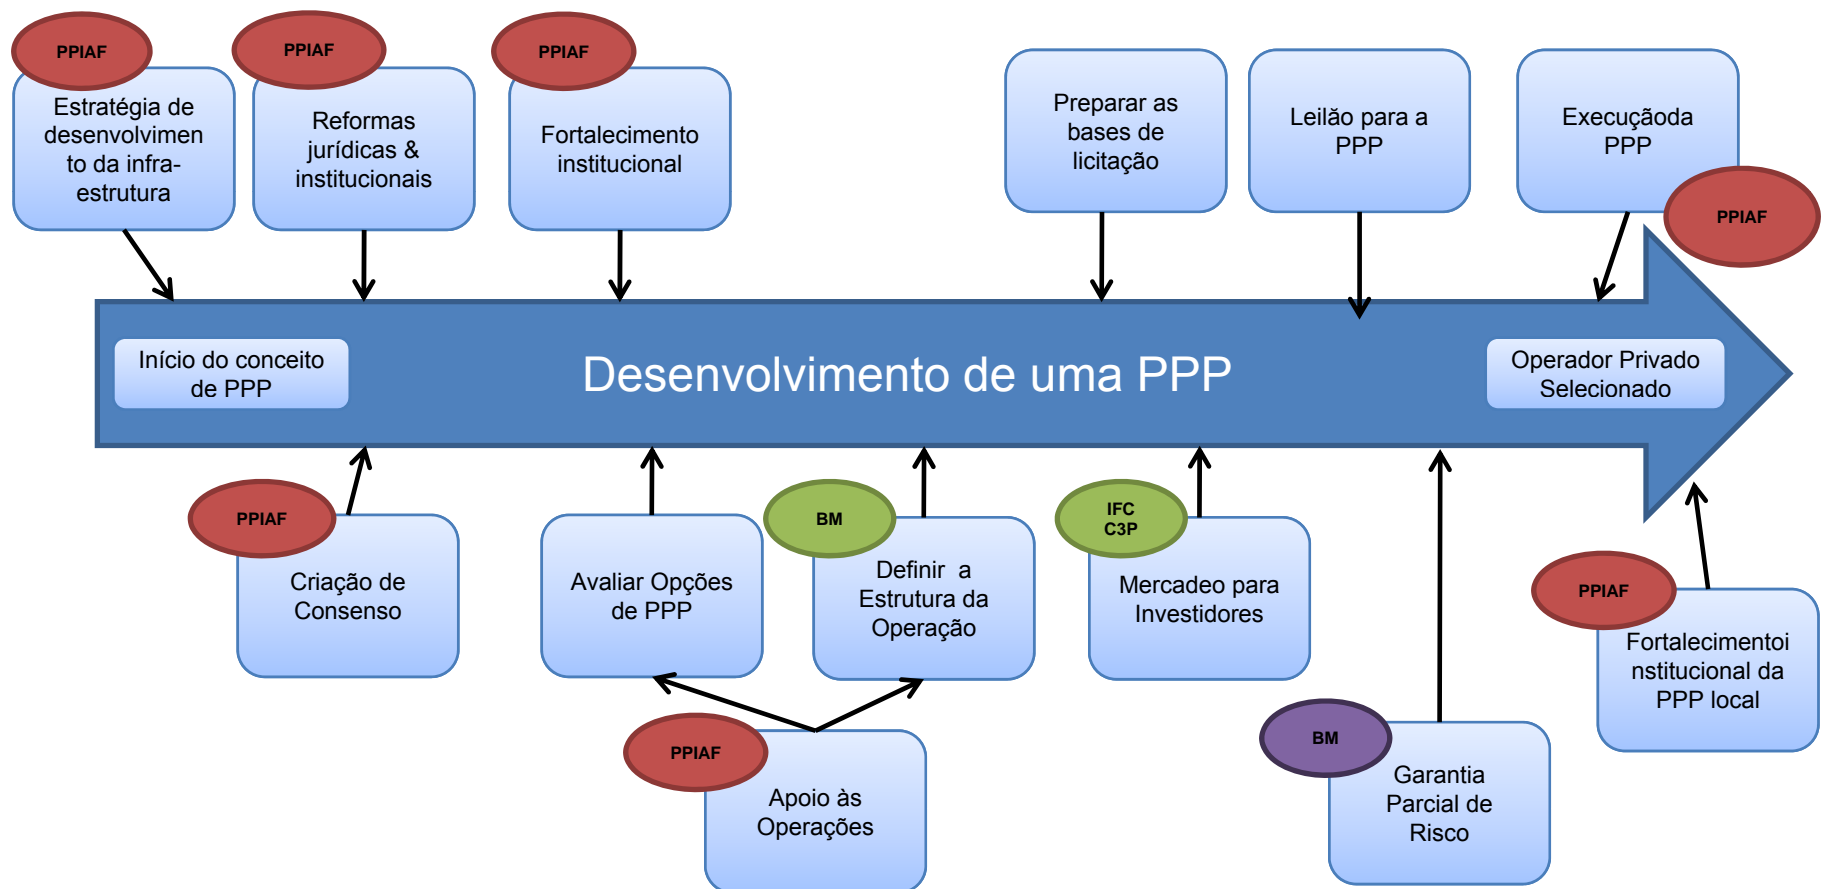 PPIAF
Estratégia de
desenvolvimen
to da infra-
estrutura
PPIAF
Reformas
jurídicas &
institucionais
PPIAF
Fortalecimento
institucional
Preparar as
bases de
licitação
Leilão para a
PPP
Execuçãoda
PPP
PPIAF
Início do conceito
de PPP
Desenvolvimento de uma PPP
Operador Privado
Selecionado
PPIAF
Criação de
Consenso
Avaliar Opções
de PPP
BM
Definir a
Estrutura da
Operação
IFC
C3P
Mercadeo para
Investidores
PPIAF
Fortalecimentoi
nstitucional da
PPP local
PPIAF
Apoio às
Operações
BM
Garantia
Parcial de
Risco